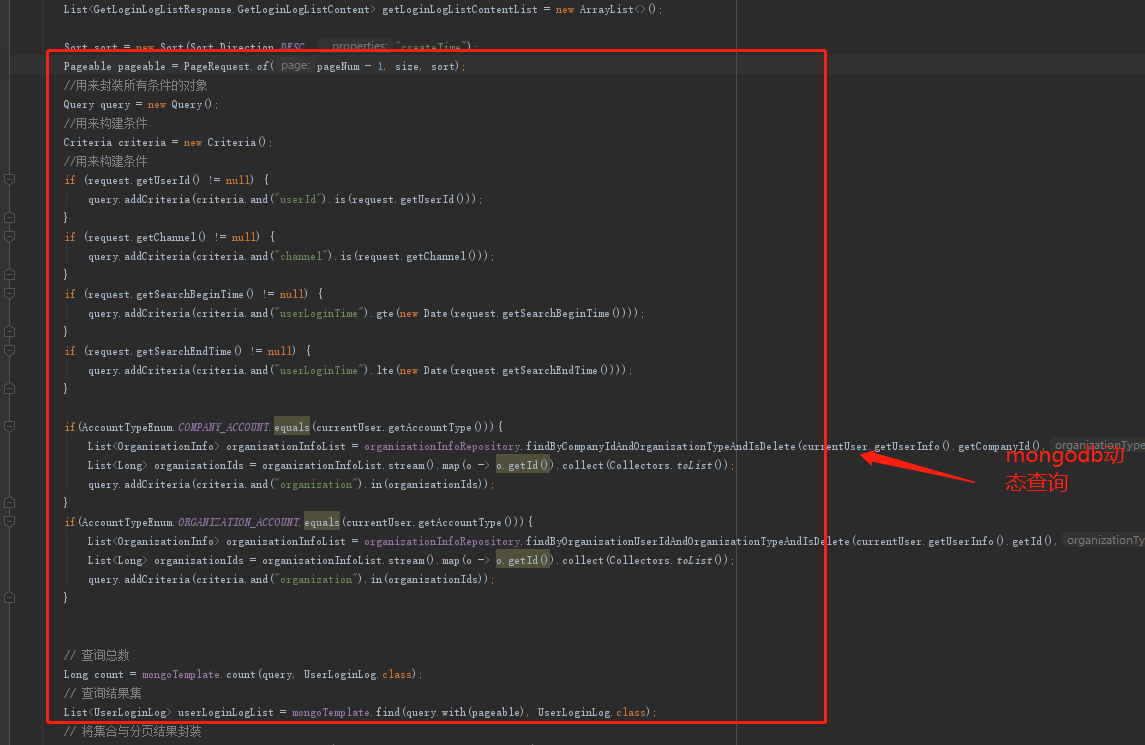 List<GetLoginLogListResponse.GetLoginLogListContent> getLoginLogListContentList = new ArrayList<>();
Sort sort = new Sort(Sort.Direction.DESC, properties: "createTime");
Pageable pageable = PageRequest.of( page: pageNum - 1, size, sort);
//用来封装所有条件的对象
Query query = new Query();
//用来构建条件
Criteria criteria = new Criteria();
//用来构建条件
if (request.getUserId() != null) {
query.addCriteria(criteria.and("userId").is(request.getUserId()));
}
if (request.getChannel() != null) {
query.addCriteria(criteria.and("channel").is(request.getChannel()));
}
if (request.getSearchBeginTime() != null) {
query.addCriteria(criteria.and("userLoginTime").gte(new Date(request.getSearchBeginTime())));
}
if (request.getSearchEndTime() != null) {
query.addCriteria(criteria.and("userLoginTime").lte(new Date(request.getSearchEndTime())));
}
if(AccountTypeEnum.COMPANY_ACCOUNT.equals(currentUser.getAccountType())){
List<OrganizationInfo> organizationInfoList = organizationInfoRepository.findByCompanyIdAndOrganizationTypeAndIsDelete(currentUser.getUserInfo().getCompanyId(), organizationType
List<Long> organizationIds = organizationInfoList.stream().map(o -> o.getId()).collect(Collectors.toList());
query.addCriteria(criteria.and("organization").in(organizationIds));
}
if(AccountTypeEnum.ORGANIZATION_ACCOUNT.equals(currentUser.getAccountType())){
List<OrganizationInfo> organizationInfoList = organizationInfoRepository.findByOrganizationUserIdAndOrganizationTypeAndIsDelete(currentUser.getUserInfo().getId(), organizationTy
List<Long> organizationIds = organizationInfoList.stream().map(o -> o.getId()).collect(Collectors.toList());
query.addCriteria(criteria.and("organization").in(organizationIds));
}
// 查询总数
Long count = mongoTemplate.count(query, UserLoginLog.class);
// 查询结果集
List<UserLoginLog> userLoginLogList = mongoTemplate.find(query.with(pageable), UserLoginLog.class);
// 将集合与分页结果封装
mongodb动
态查询